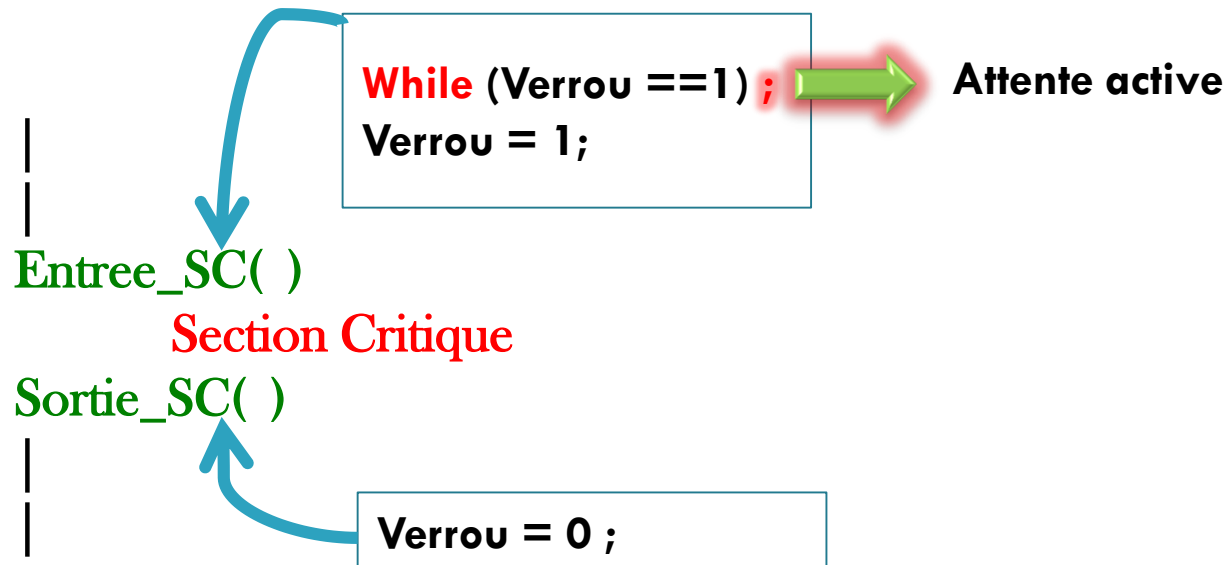 While (Verrou ==1) ;
Attente active
Verrou = 1;
Entree_SC( )
Section Critique
Sortie_SC( )
Verrou = 0 ;